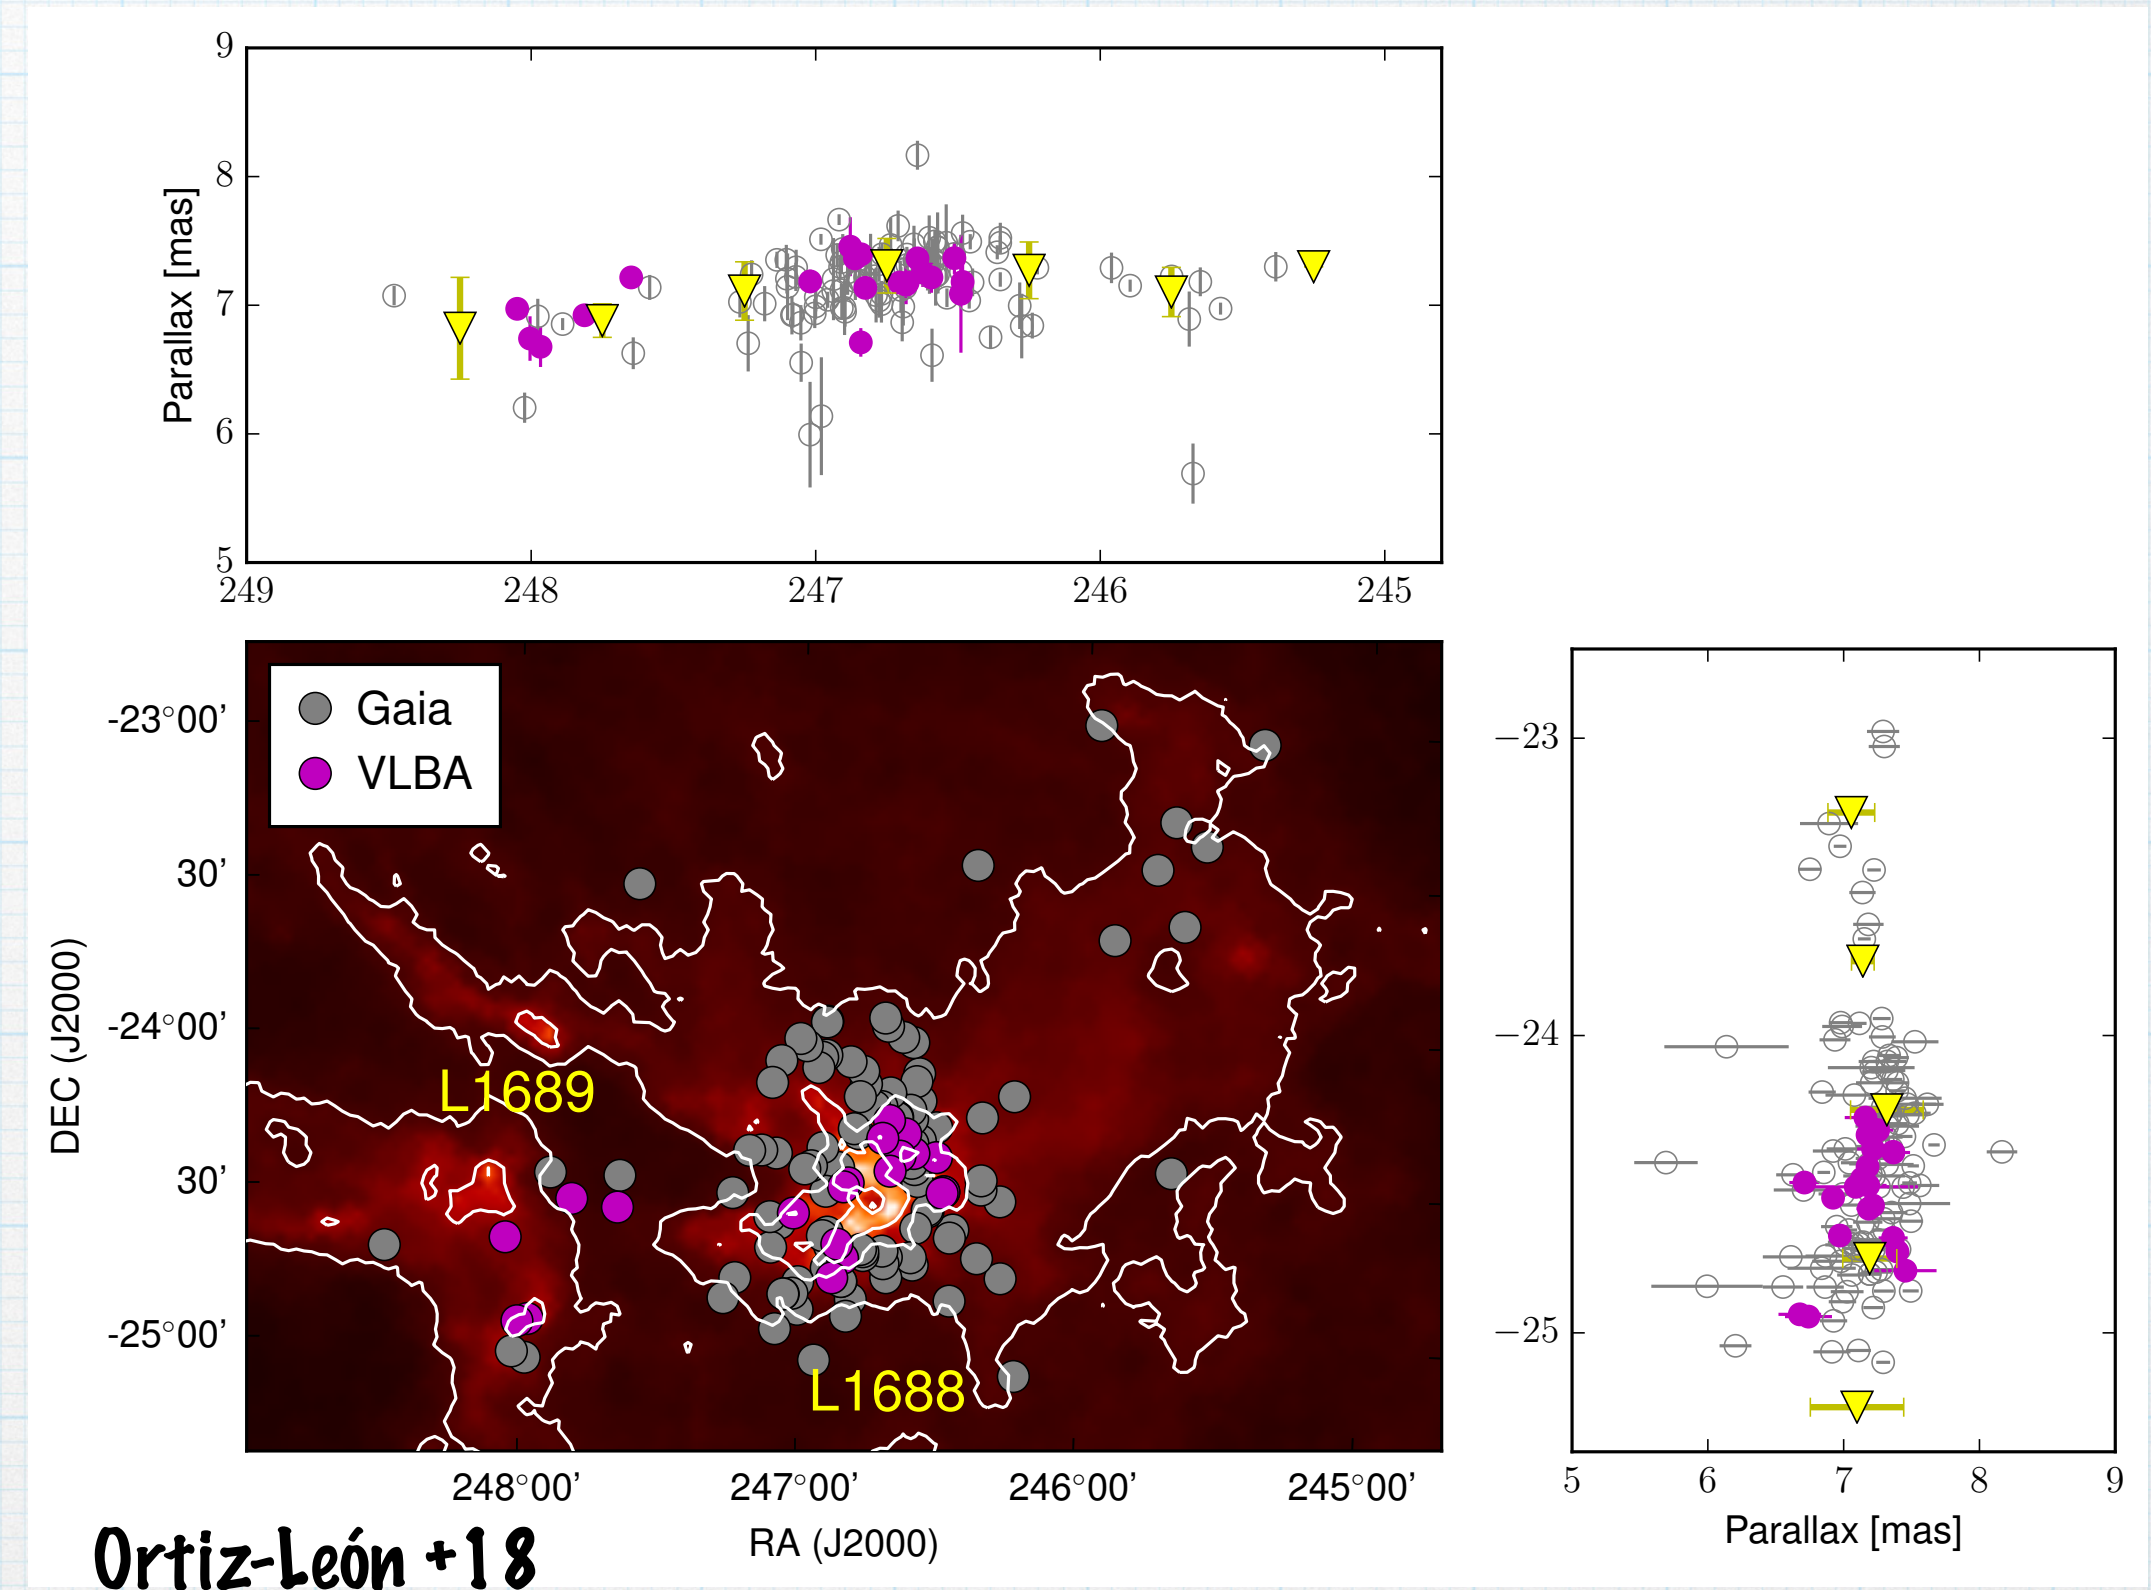 9
8
7
6
5
Parallax [mas]
249 248 247 246 245
Gaia
VLBA
-23°00'
30'
-24°00'
30'
-25°00'
DEC (J2000)
L1689
L1688
248°00' 247°00' 246°00' 245°00'
RA (J2000)
−23
−24
−25
5 6 7 8 9
Parallax [mas]
Ortiz-León +18